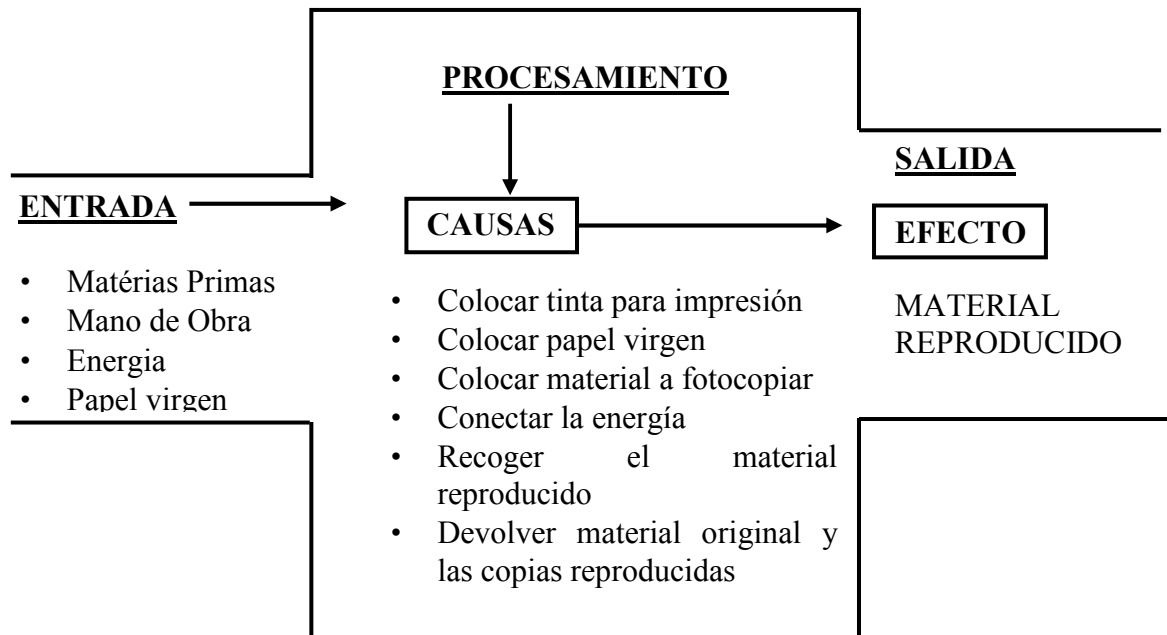 PROCESAMIENTO
ENTRADA
• Matérias Primas
• Mano de Obra
• Energia
• Papel virgen
CAUSAS
• Colocar tinta para impresión
• Colocar papel virgen
• Colocar material a fotocopiar
• Conectar la energía
• Recoger el material
reproducido
• Devolver material original y
las copias reproducidas
SALIDA
EFECTO
MATERIAL
REPRODUCIDO